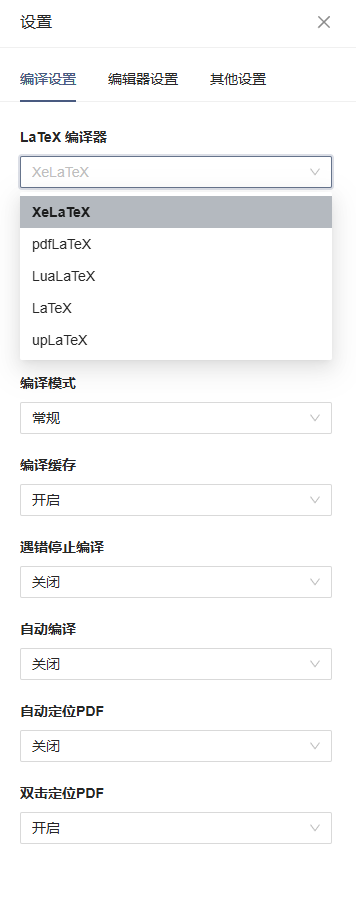 设置
编译设置 编辑器设置 其他设置
LaTeX 编译器
XeLaTeX
XeLaTeX
pdfLaTeX
LuaLaTeX
LaTeX
upLaTeX
编译模式
常规
编译缓存
开启
遇错停止编译
关闭
自动编译
关闭
自动定位PDF
关闭
双击定位PDF
开启